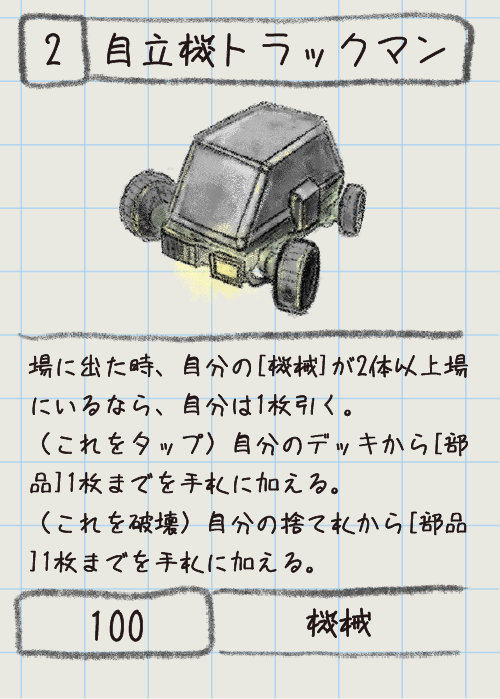 2 自立機トラックマン
場に出た時、自分の[機械]が2体以上場
にいるなら、自分は1枚引く。
（これをタップ）自分のデッキから[部
品]1枚までを手札に加える。
（これを破壊）自分の捨て札から[部品
]1枚までを手札に加える。
100 機械